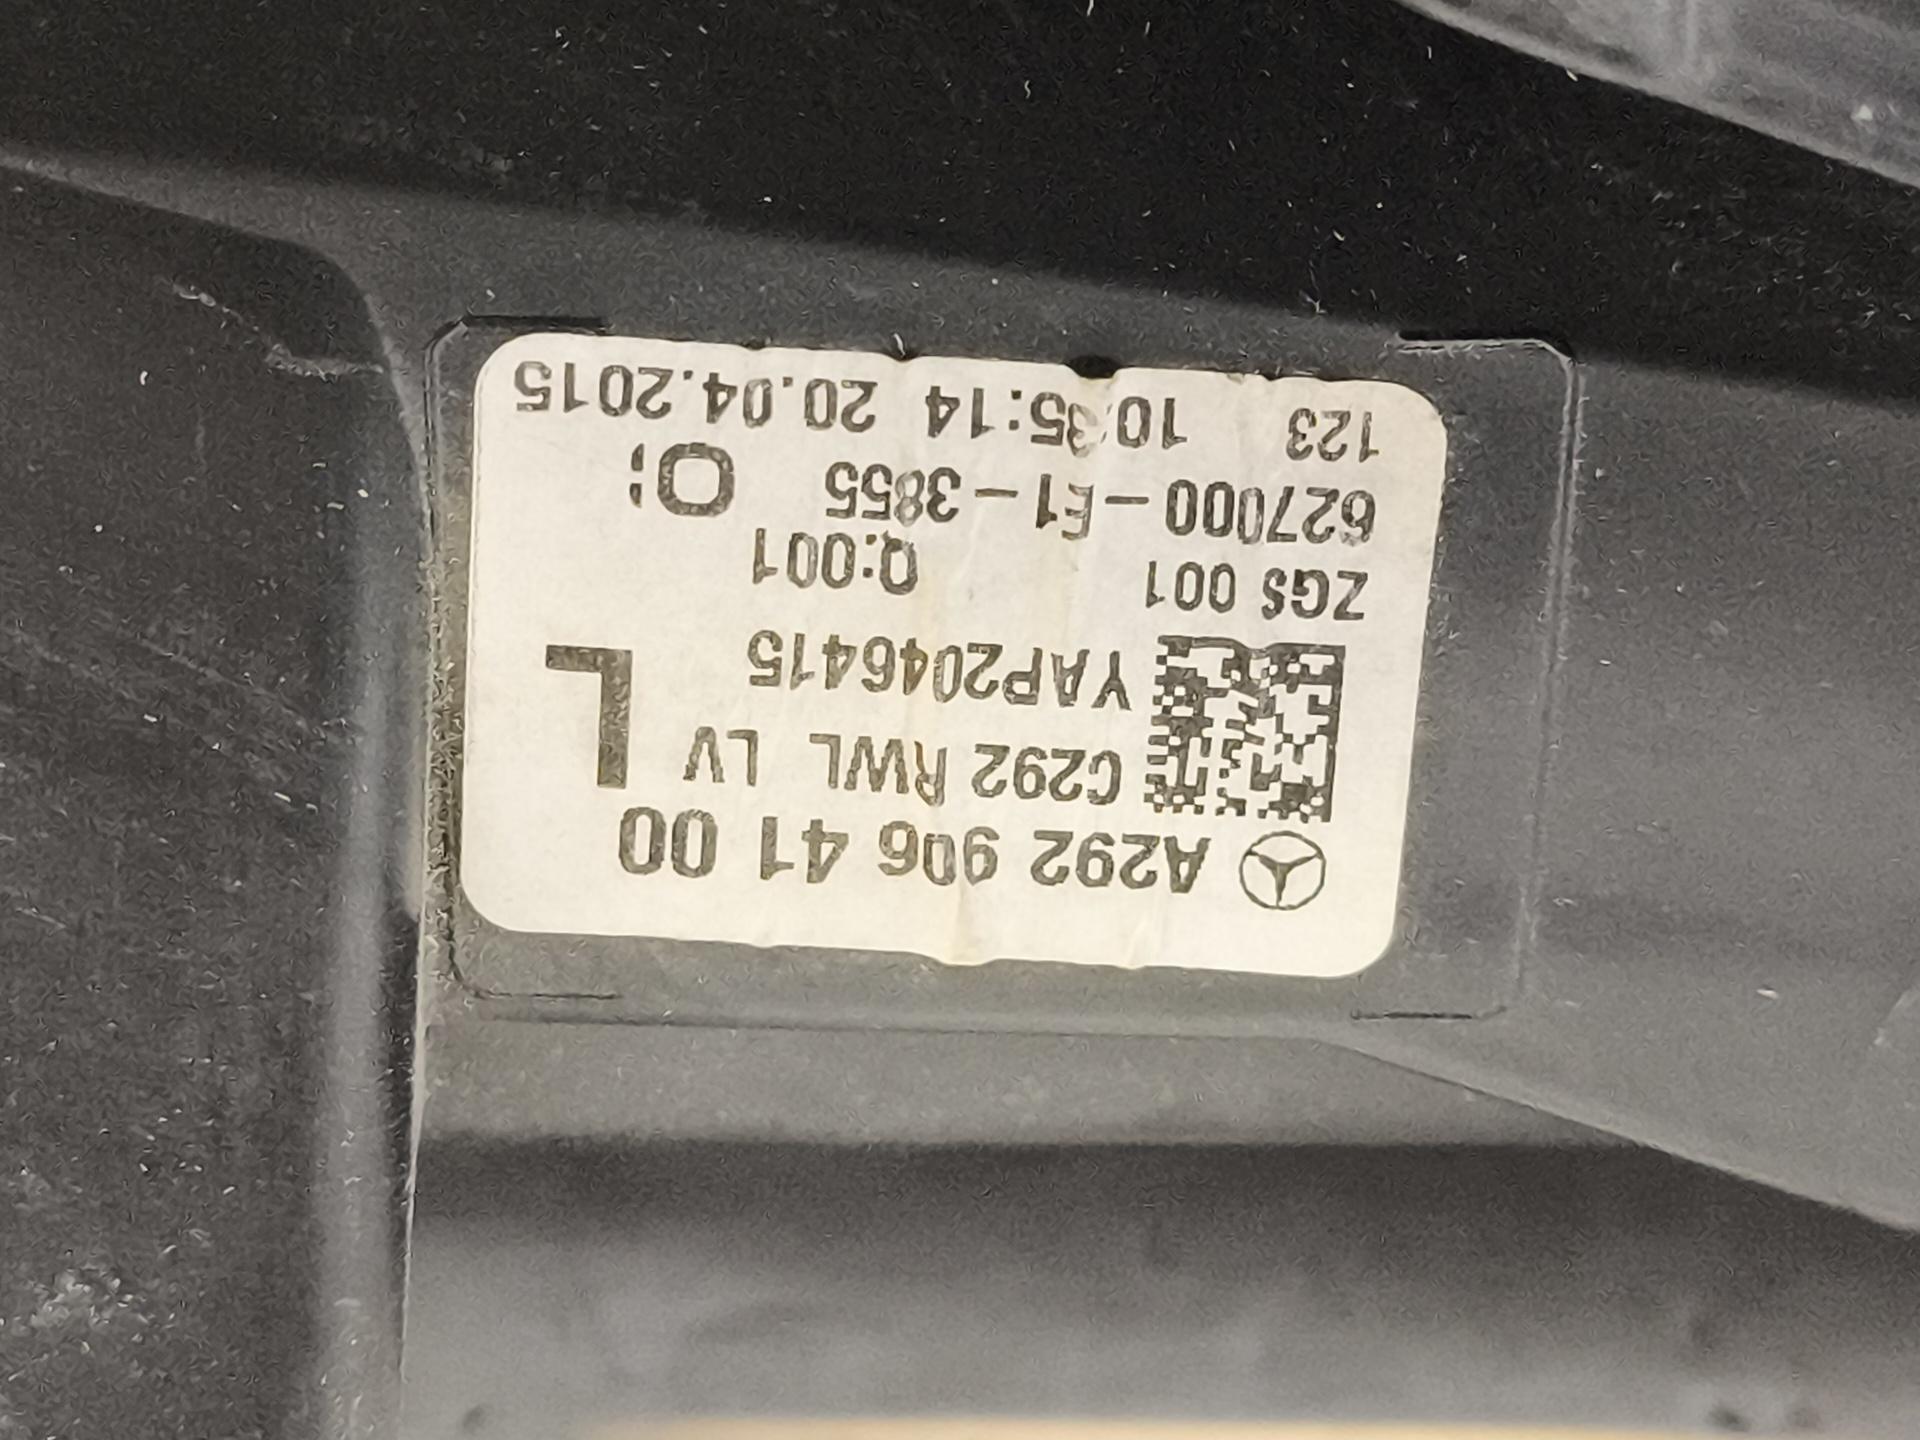 A292 906 41 00
C292 RWL LV L
YAP2046415
ZGS 001 Q:001
627000-E1-3855 O:
123 10:35:14 20.04.2015